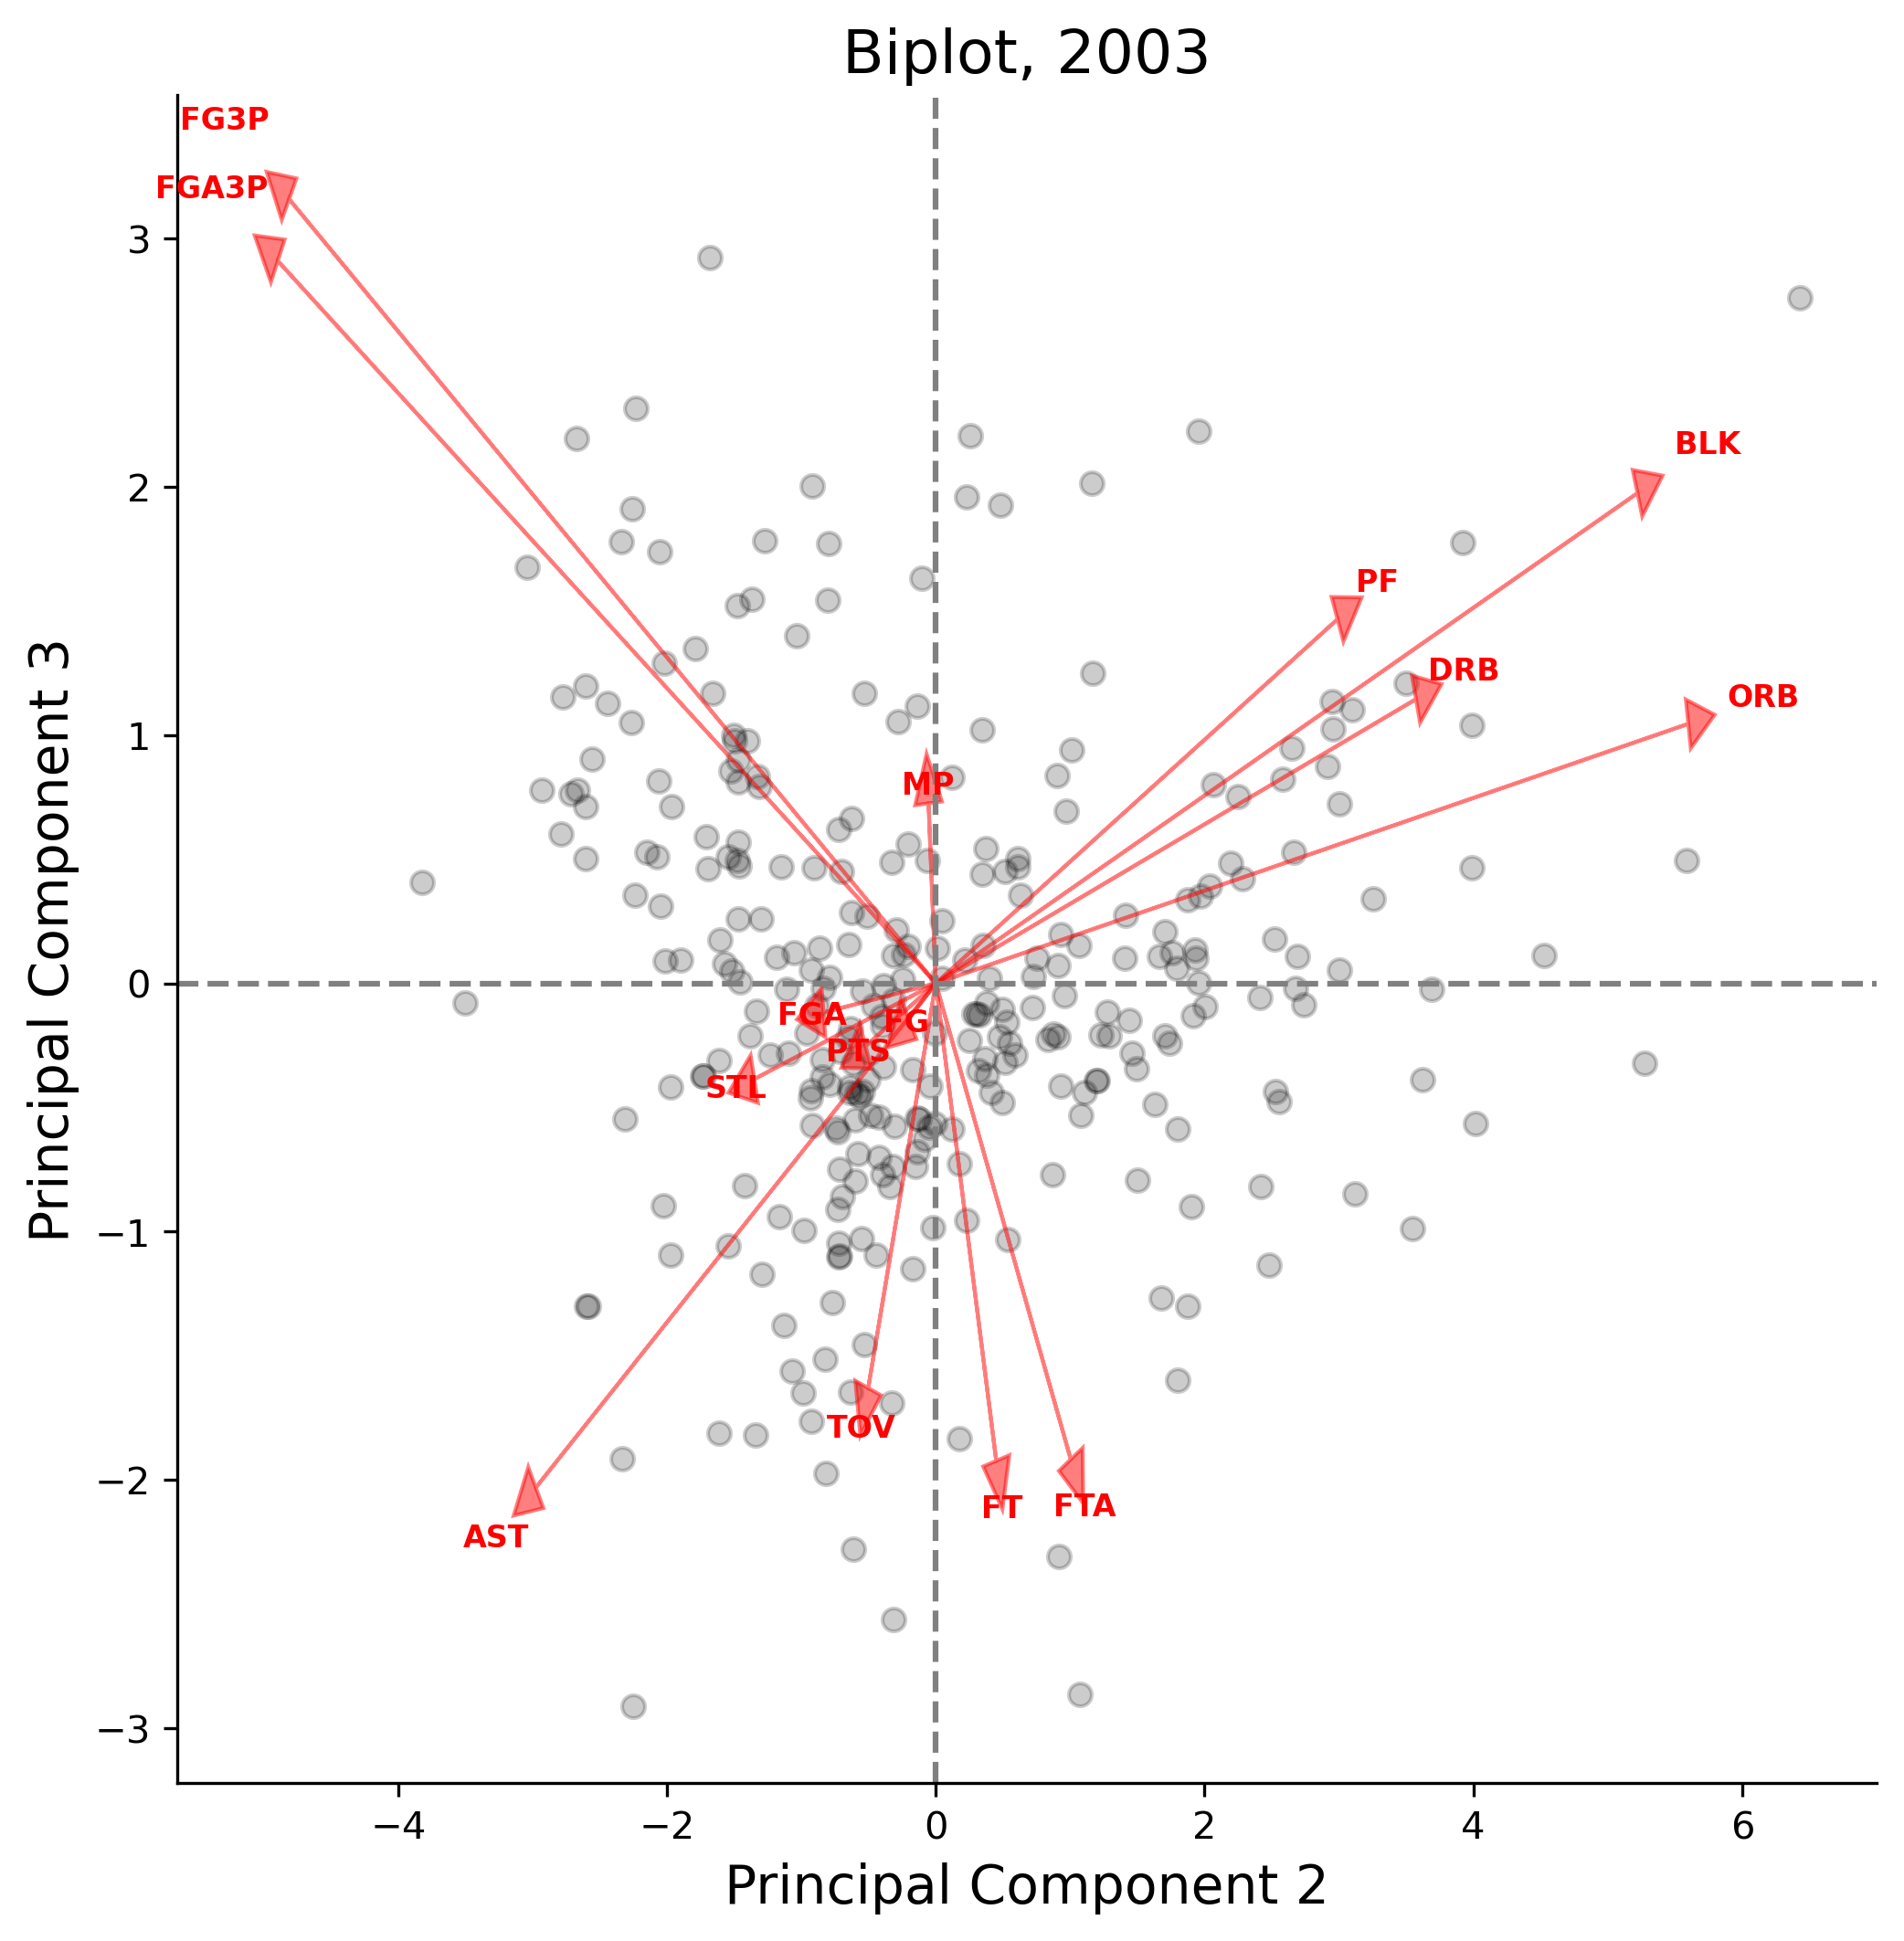 Biplot, 2003
FG3P
FGA3P
BLK
PF
DRB
ORB
MP
FGA
FG
PTS
STL
TOV
FT
FTA
AST
3
2
1
0
−1
−2
−3
Principal Component 3
−4
−2
0
2
4
6
Principal Component 2